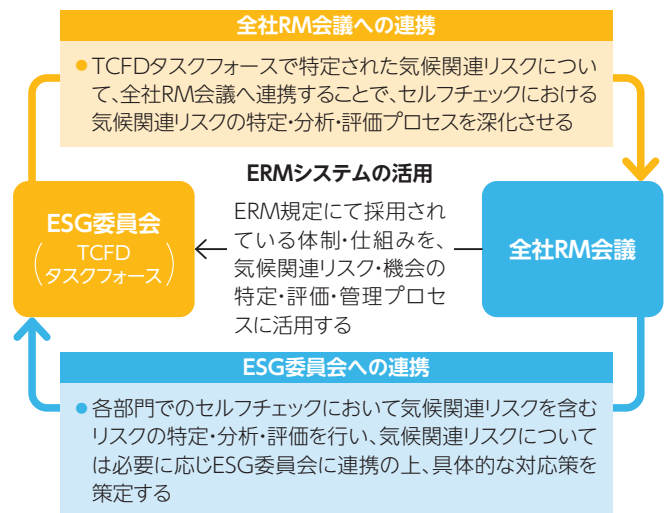 全社RM会議への連携
●TCFDタスクフォースで特定された気候関連リスクについ
て、全社RM会議へ連携することで、セルフチェックにおける
気候関連リスクの特定・分析・評価プロセスを深化させる
ESG委員会
(TCFD
タスクフォース)
ERMシステムの活用
ERM規定にて採用され
ている体制・仕組みを、
気候関連リスク・機会の
特定・評価・管理プロセ
スに活用する
全社RM会議
ESG委員会への連携
●各部門でのセルフチェックにおいて気候関連リスクを含む
リスクの特定・分析・評価を行い、気候関連リスクについて
は必要に応じESG委員会に連携の上、具体的な対応策を
策定する